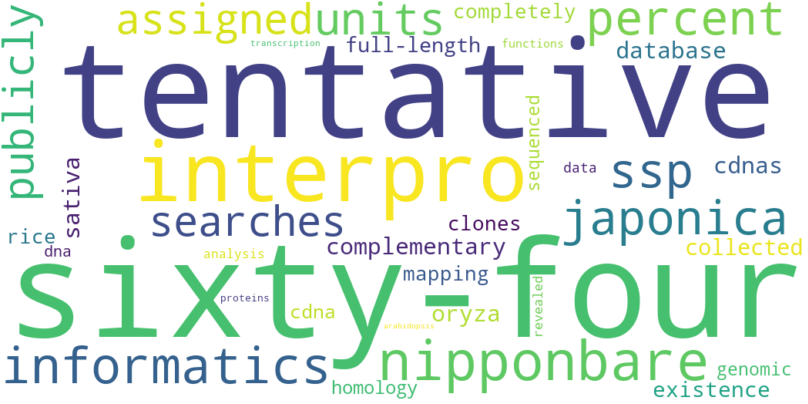 publicly
assigned
units
completely
percent
transcription
full-length
functions
database
tentative
interpro
sequenced
data
ssp
cdnas
sativa
searches
clones
japonica
rice
dna
analysis
complementary
collected
sixty-four
mapping
proteins
cdna
oryza
revealed
arabidopsis
informatics
nipponbare
homology
genomic
existence